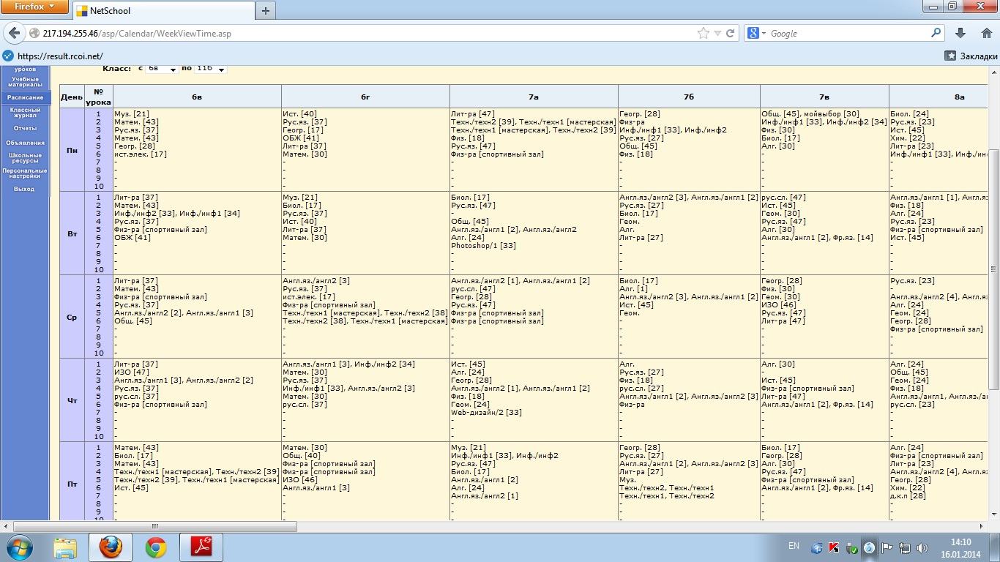 Firefox
NetSchool
217.194.255.46/asp/Calendar/WeekViewTime.asp
Google
https://result.rcoi.net/
Закладки
Класс: с 6в по 11б
уроков
Учебные материалы
Расписание
Классный журнал
Отчеты
Объявления
Школьные ресурсы
Персональные настройки
Выход
День № урока 6в 6г 7а 7б 7в 8а
Пн
1 Муз. [21] Ист. [40] Лит-ра [47] Геогр. [28] Общ. [45], мойвыбор [30] Биол. [24]
2 Матем. [43] Рус.яз. [37] Техн./техн2 [39], Техн./техн1 [мастерская] Физ-ра Инф./инф1 [33], Инф./инф2 [34] Рус.яз. [23]
3 Рус.яз. [37] Геогр. [17] Техн./техн1 [мастерская], Техн./техн2 [39] Инф./инф1 [33], Инф./инф2 Физ. [30] Ист. [45]
4 Матем. [43] ОБЖ [41] Физ. [18] Рус.яз. [27] Биол. [17] Хим. [22]
5 Геогр. [28] Лит-ра [37] Рус.яз. [47] Общ. [45] Алг. [30] Лит-ра [23]
6 ист.элек. [17] Матем. [30] Физ-ра [спортивный зал] Физ. [18] - Инф./инф1 [33], Инф./ин
7 - - - - - -
8 - - - - - -
9 - - - - - -
10 - - - - - -
Вт
1 Лит-ра [37] Муз. [21] Биол. [17] Англ.яз./англ2 [3], Англ.яз./англ1 [2] рус.сл. [47] Англ.яз./англ1 [1], Англ.яз
2 Матем. [43] Биол. [17] Рус.яз. [47] Рус.яз. [27] Ист. [45] Физ. [18]
3 Инф./инф2 [33], Инф./инф1 [34] Рус.яз. [37] - Биол. [17] Геом. [30] Алг. [24]
4 Рус.яз. [37] Ист. [40] Общ. [45] Геом. Рус.яз. [47] Рус.яз. [23]
5 Физ-ра [спортивный зал] Лит-ра [37] Англ.яз./англ1 [2], Англ.яз./англ2 Алг. Алг. [30] Физ-ра [спортивный зал]
6 ОБЖ [41] Матем. [30] Алг. [24] Лит-ра [27] Англ.яз./англ1 [2], Фр.яз. [14] Ист. [45]
7 - - Photoshop/1 [33] - - -
8 - - - - - -
9 - - - - - -
10 - - - - - -
Ср
1 Лит-ра [37] Англ.яз./англ2 [3] Англ.яз./англ2 [1], Англ.яз./англ1 [2] Биол. [17] Геогр. [28] Рус.яз. [23]
2 Матем. [43] Рус.яз. [37] рус.сл. [47] Алг. [1] Физ. [30] -
3 Физ-ра [спортивный зал] ист.элек. [17] Геогр. [28] Англ.яз./англ2 [3], Англ.яз./англ1 [2] Геом. [30] Англ.яз./англ2 [4], Англ.яз
4 Рус.яз. [37] Физ-ра [спортивный зал] Рус.яз. [47] Ист. [45] ИЗО [46] Алг. [24]
5 Англ.яз./англ2 [2], Англ.яз./англ1 [3] Техн./техн1 [мастерская], Техн./техн2 [38] Физ-ра [спортивный зал] Геом. Рус.яз. [47] Геом. [24]
6 Общ. [45] Техн./техн2 [38], Техн./техн1 [мастерская] Физ-ра [спортивный зал] - Лит-ра [47] Геогр. [28]
7 - - - - - Физ-ра [спортивный зал]
8 - - - - - -
9 - - - - - -
10 - - - - - -
Чт
1 Лит-ра [37] Англ.яз./англ1 [3], Инф./инф2 [34] Ист. [45] Алг. Алг. [30] Алг. [24]
2 ИЗО [47] Матем. [30] Алг. [24] Рус.яз. [27] - Общ. [45]
3 Англ.яз./англ1 [3], Англ.яз./англ2 [2] Рус.яз. [37] Геогр. [28] Физ. [18] Ист. [45] Геом. [24]
4 Рус.яз. [37] Инф./инф1 [33], Англ.яз./англ2 [3] Англ.яз./англ2 [1], Англ.яз./англ1 [2] рус.сл. [27] Физ-ра [спортивный зал] Физ. [18]
5 рус.сл. [37] Матем. [30] Физ. [18] Англ.яз./англ1 [2], Англ.яз./англ2 [3] Лит-ра [47] Англ.яз./англ1, Англ.яз./а
6 Физ-ра [спортивный зал] рус.сл. [37] Геом. [24] Физ-ра Англ.яз./англ1 [2], Фр.яз. [14] рус.сл. [23]
7 - - Web-дизайн/2 [33] - - -
8 - - - - - -
9 - - - - - -
10 - - - - - -
Пт
1 Матем. [43] Матем. [30] Муз. [21] Геогр. [28] Биол. [17] Алг. [24]
2 Биол. [17] Общ. [40] Инф./инф1 [33], Инф./инф2 Рус.яз. [27] Геогр. [28] Физ-ра [спортивный зал]
3 Матем. [43] Физ-ра [спортивный зал] Рус.яз. [47] Англ.яз./англ1 [2], Англ.яз./англ2 [3] Алг. [30] Лит-ра [23]
4 Техн./техн1 [мастерская], Техн./техн2 [39] Физ-ра [спортивный зал] Биол. [17] Лит-ра [27] Рус.яз. [47] Англ.яз./англ2 [4], Англ.яз
5 Техн./техн2 [39], Техн./техн1 [мастерская] ИЗО [46] Англ.яз./англ1 [2] Муз. Физ-ра [спортивный зал] Геогр. [28]
6 Ист. [45] Англ.яз./англ1 [3] Алг. [24] Техн./техн2, Техн./техн1 Англ.яз./англ1 [2], Фр.яз. [14] Хим. [22]
7 - - Англ.яз./англ2 [1] Техн./техн1, Техн./техн2 - д.к.п [28]
8 - - - - - -
9 - - - - - -
10 - - - - - -
EN
14:10
16.01.2014